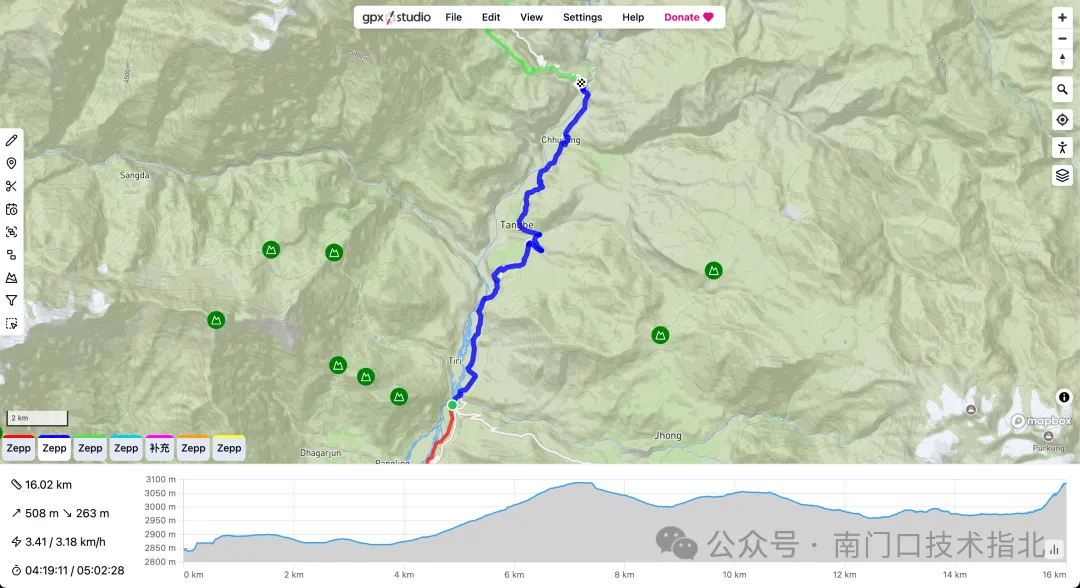 gpx studio File Edit View Settings Help Donate
Chhusang
Sangda
Tangbe
Tiri
2 km
mapbox
Zepp Zepp Zepp Zepp 补充 Zepp Zepp
Jhong
Dhagarjun
Pangling
Purkung
16.02 km
508 m 263 m
3.41 / 3.18 km/h
04:19:11 / 05:02:28
3100 m
3050 m
3000 m
2950 m
2900 m
2850 m
2800 m
0 km 2 km 4 km 6 km 8 km 10 km 12 km 14 km 16 km
公众号 · 南门口技术指北